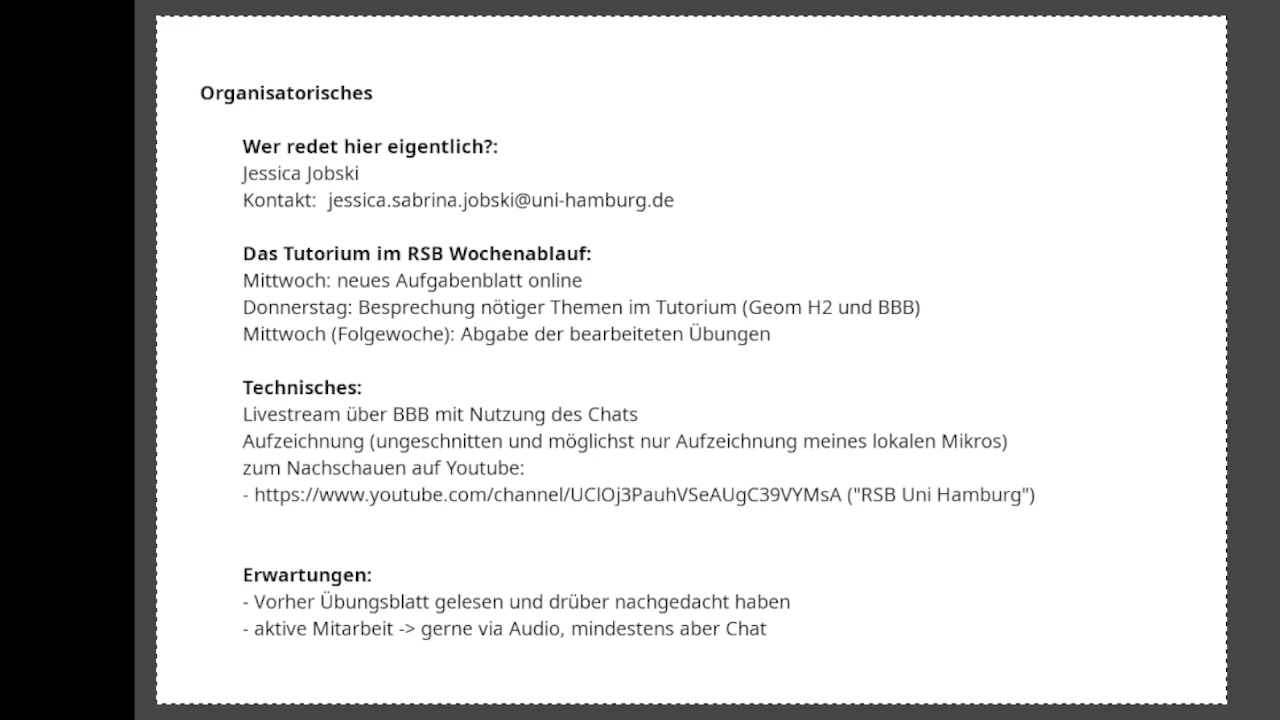 Organisatorisches
Wer redet hier eigentlich?:
Jessica Jobski
Kontakt:  jessica.sabrina.jobski@uni-hamburg.de
Das Tutorium im RSB Wochenablauf:
Mittwoch: neues Aufgabenblatt online
Donnerstag: Besprechung nötiger Themen im Tutorium (Geom H2 und BBB)
Mittwoch (Folgewoche): Abgabe der bearbeiteten Übungen
Technisches:
Livestream über BBB mit Nutzung des Chats
Aufzeichnung (ungeschnitten und möglichst nur Aufzeichnung meines lokalen Mikros)
zum Nachschauen auf Youtube:
- https://www.youtube.com/channel/UClOj3PauhVSeAUgC39VYMsA ("RSB Uni Hamburg")
Erwartungen:
- Vorher Übungsblatt gelesen und drüber nachgedacht haben
- aktive Mitarbeit -> gerne via Audio, mindestens aber Chat